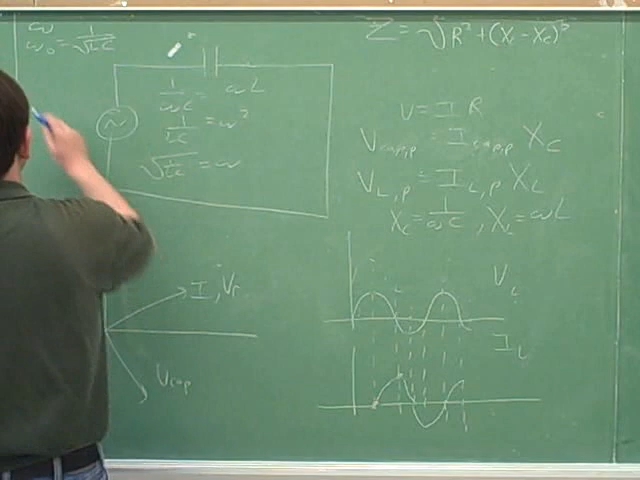 ω
ω₀ = 1/√LC
Z = √R² + (X_L - X_C)²
1/ωC = ωL
1/LC = ω²
√1/LC = ω
V = I R
V_cap,p = I_cap,p X_C
V_L,p = I_L,p X_L
X_C = 1/ωC , X_L = ωL
I, V_r
V_cap
V_L
I_L